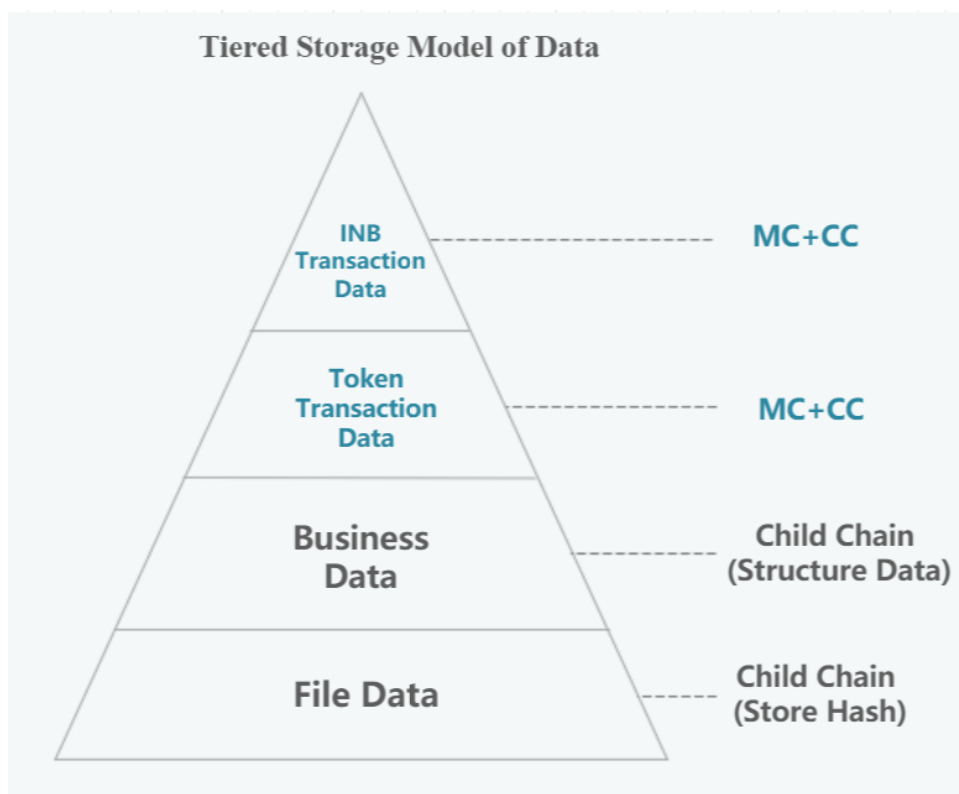 Tiered Storage Model of Data
INB
Transaction
Data
MC+CC
Token
Transaction
Data
MC+CC
Business
Data
Child Chain
(Structure Data)
File Data
Child Chain
(Store Hash)